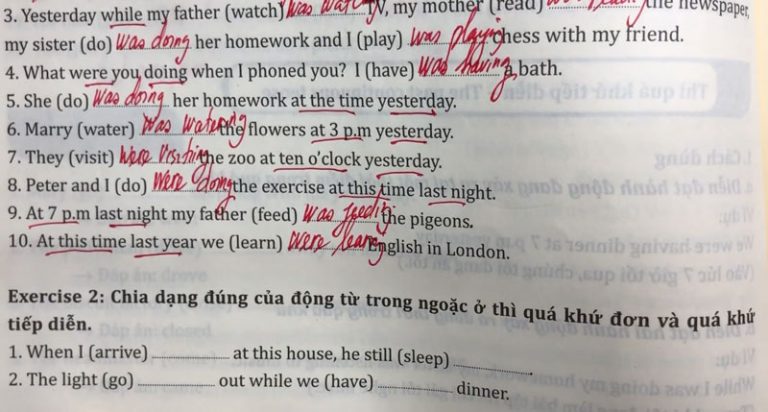 3. Yesterday while my father (watch) was watching TV, my mother (read) the newspaper,
my sister (do) was doing her homework and I (play) was playing chess with my friend.
4. What were you doing when I phoned you? I (have) was having a bath.
5. She (do) was doing her homework at the time yesterday.
6. Marry (water) was watering the flowers at 3 p.m yesterday.
7. They (visit) were visiting the zoo at ten o'clock yesterday.
8. Peter and I (do) were doing the exercise at this time last night.
9. At 7 p.m last night my father (feed) was feeding the pigeons.
10. At this time last year we (learn) were learning English in London.
Exercise 2: Chia dạng đúng của động từ trong ngoặc ở thì quá khứ đơn và quá khứ
tiếp diễn.
1. When I (arrive) ............ at this house, he still (sleep) ............
2. The light (go) ............ out while we (have) ............ dinner.